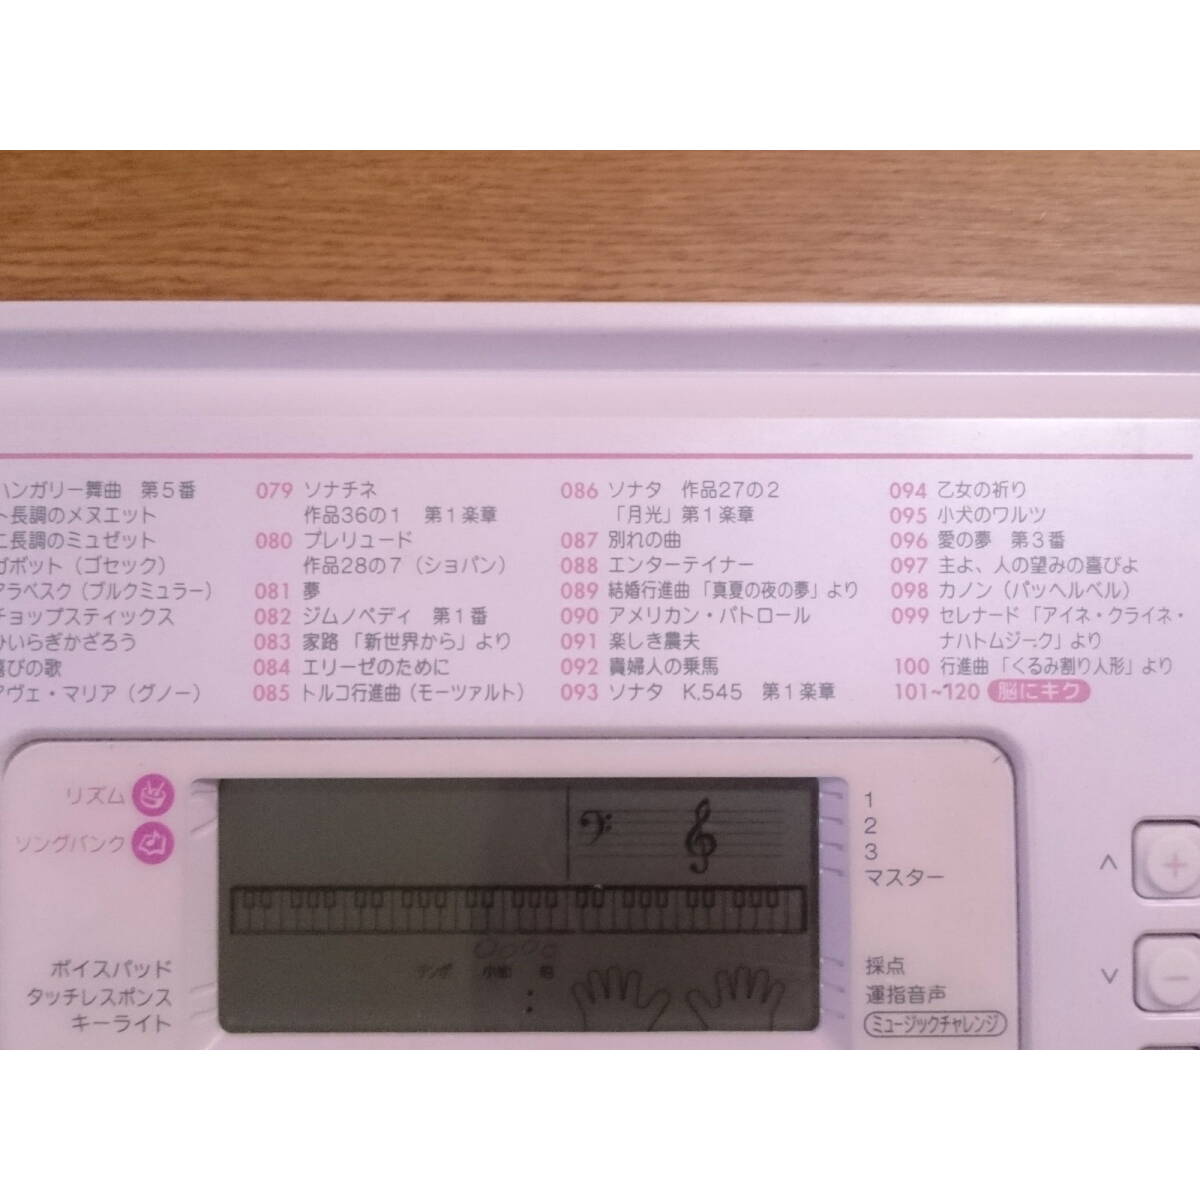 ハンガリー舞曲 第5番
ト長調のメヌエット
ニ長調のミュゼット
ガボット（ゴセック）
アラベスク（ブルクミュラー）
チョップスティックス
ひいらぎかざろう
喜びの歌
アヴェ・マリア（グノー）
079 ソナチネ
作品36の1 第1楽章
080 プレリュード
作品28の7（ショパン）
081 夢
082 ジムノペディ 第1番
083 家路「新世界から」より
084 エリーゼのために
085 トルコ行進曲（モーツァルト）
086 ソナタ 作品27の2
「月光」第1楽章
087 別れの曲
088 エンターテイナー
089 結婚行進曲「真夏の夜の夢」より
090 アメリカン・パトロール
091 楽しき農夫
092 貴婦人の乗馬
093 ソナタ K.545 第1楽章
094 乙女の祈り
095 小犬のワルツ
096 愛の夢 第3番
097 主よ、人の望みの喜びよ
098 カノン（パッヘルベル）
099 セレナード「アイネ・クライネ・
ナハトムジーク」より
100 行進曲「くるみ割り人形」より
101~120 脳にキク
リズム
ソングバンク
ボイスパッド
タッチレスポンス
キーライト
テンポ 小節 拍
1
2
3
マスター
採点
運指音声
ミュージックチャレンジ
∧ +
∨ −